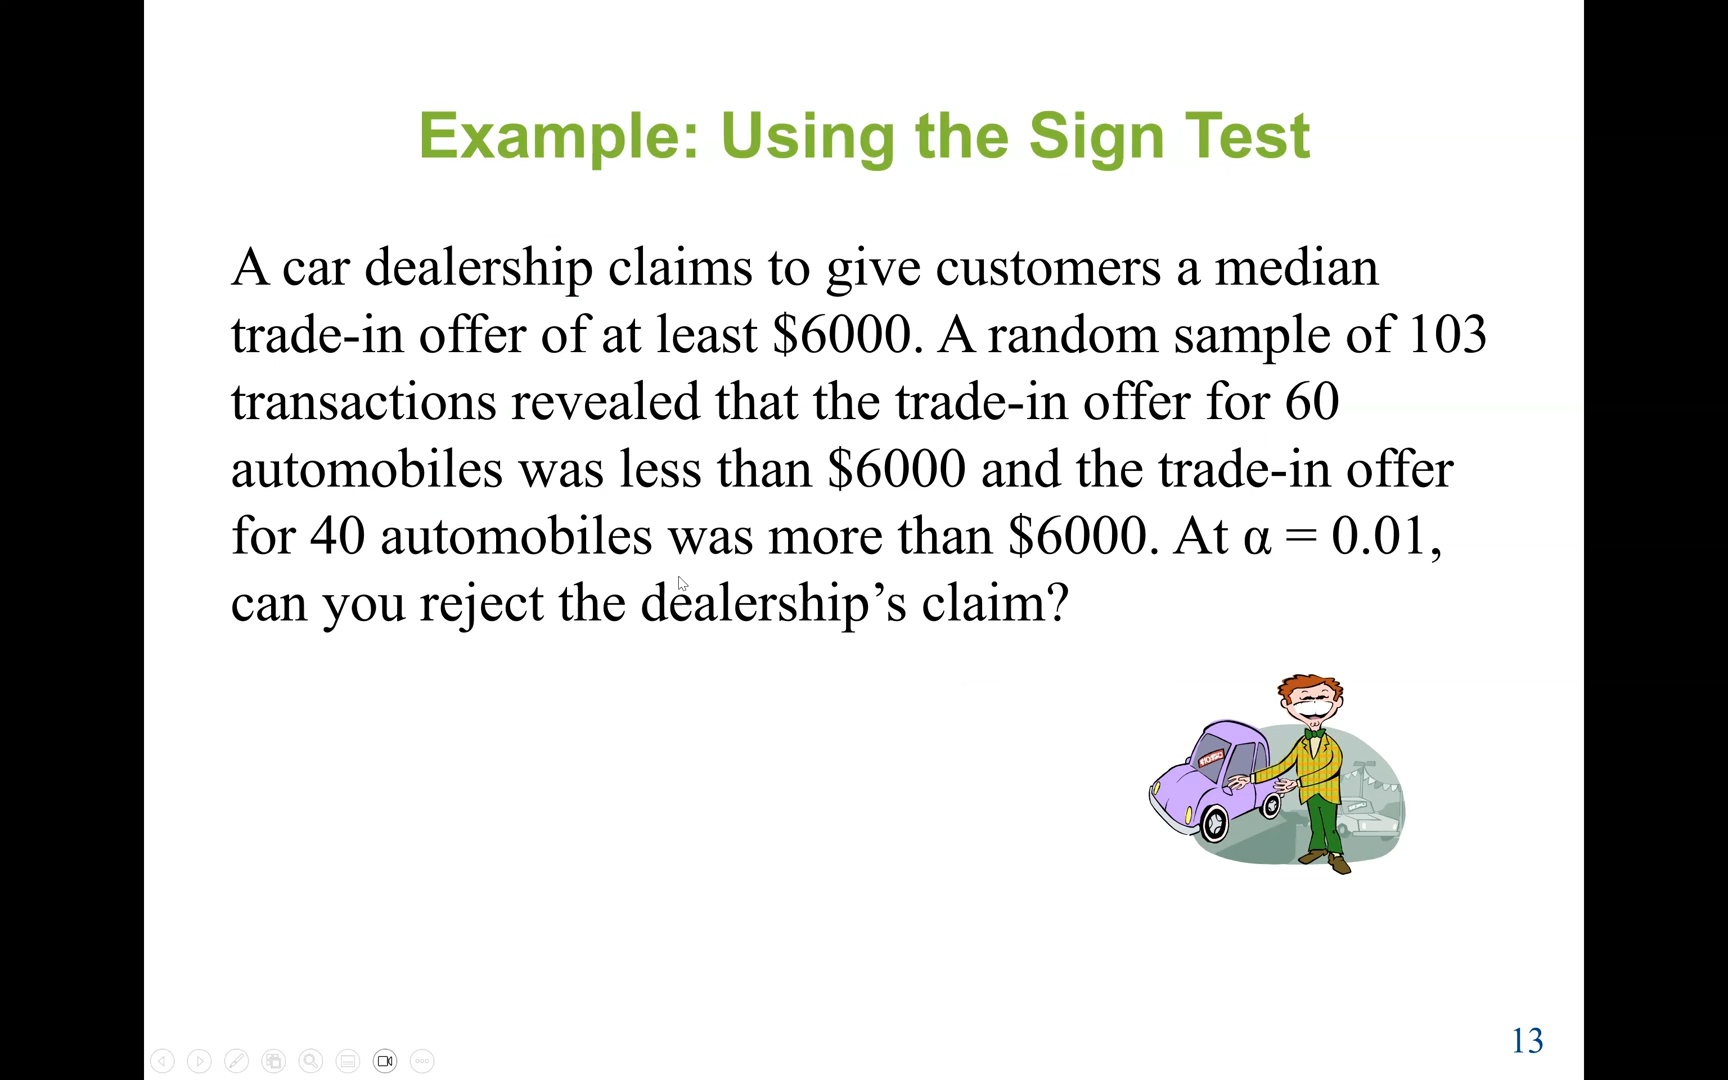 Example: Using the Sign Test
A car dealership claims to give customers a median
trade-in offer of at least $6000. A random sample of 103
transactions revealed that the trade-in offer for 60
automobiles was less than $6000 and the trade-in offer
for 40 automobiles was more than $6000. At α = 0.01,
can you reject the dealership’s claim?
13